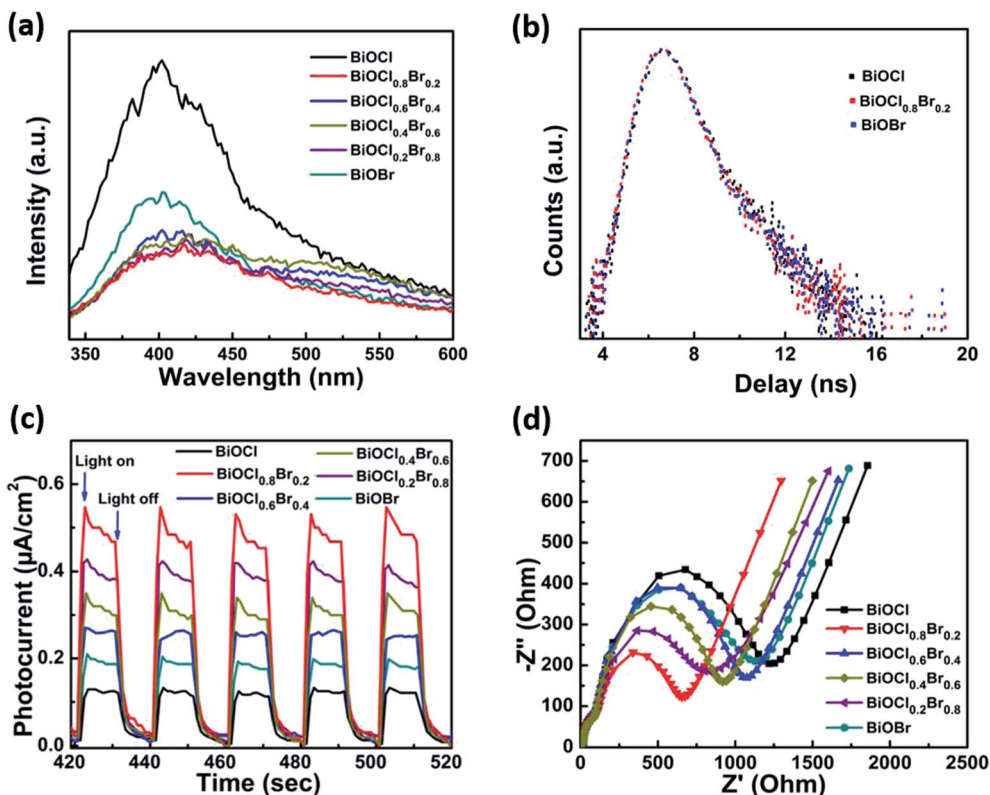 (a)
BiOCl
BiOCl0.8Br0.2
BiOCl0.6Br0.4
BiOCl0.4Br0.6
BiOCl0.2Br0.8
BiOBr
Intensity (a.u.)
350 400 450 500 550 600
Wavelength (nm)
(b)
BiOCl
BiOCl0.8Br0.2
BiOBr
Counts (a.u.)
4 8 12 16 20
Delay (ns)
(c)
BiOCl
BiOCl0.8Br0.2
BiOCl0.6Br0.4
BiOCl0.4Br0.6
BiOCl0.2Br0.8
BiOBr
Light on
Light off
Photocurrent (μA/cm2)
0.6
0.4
0.2
0.0
420 440 460 480 500 520
Time (sec)
(d)
-Z" (Ohm)
700
600
500
400
300
200
100
0
BiOCl
BiOCl0.8Br0.2
BiOCl0.6Br0.4
BiOCl0.4Br0.6
BiOCl0.2Br0.8
BiOBr
0 500 1000 1500 2000 2500
Z' (Ohm)